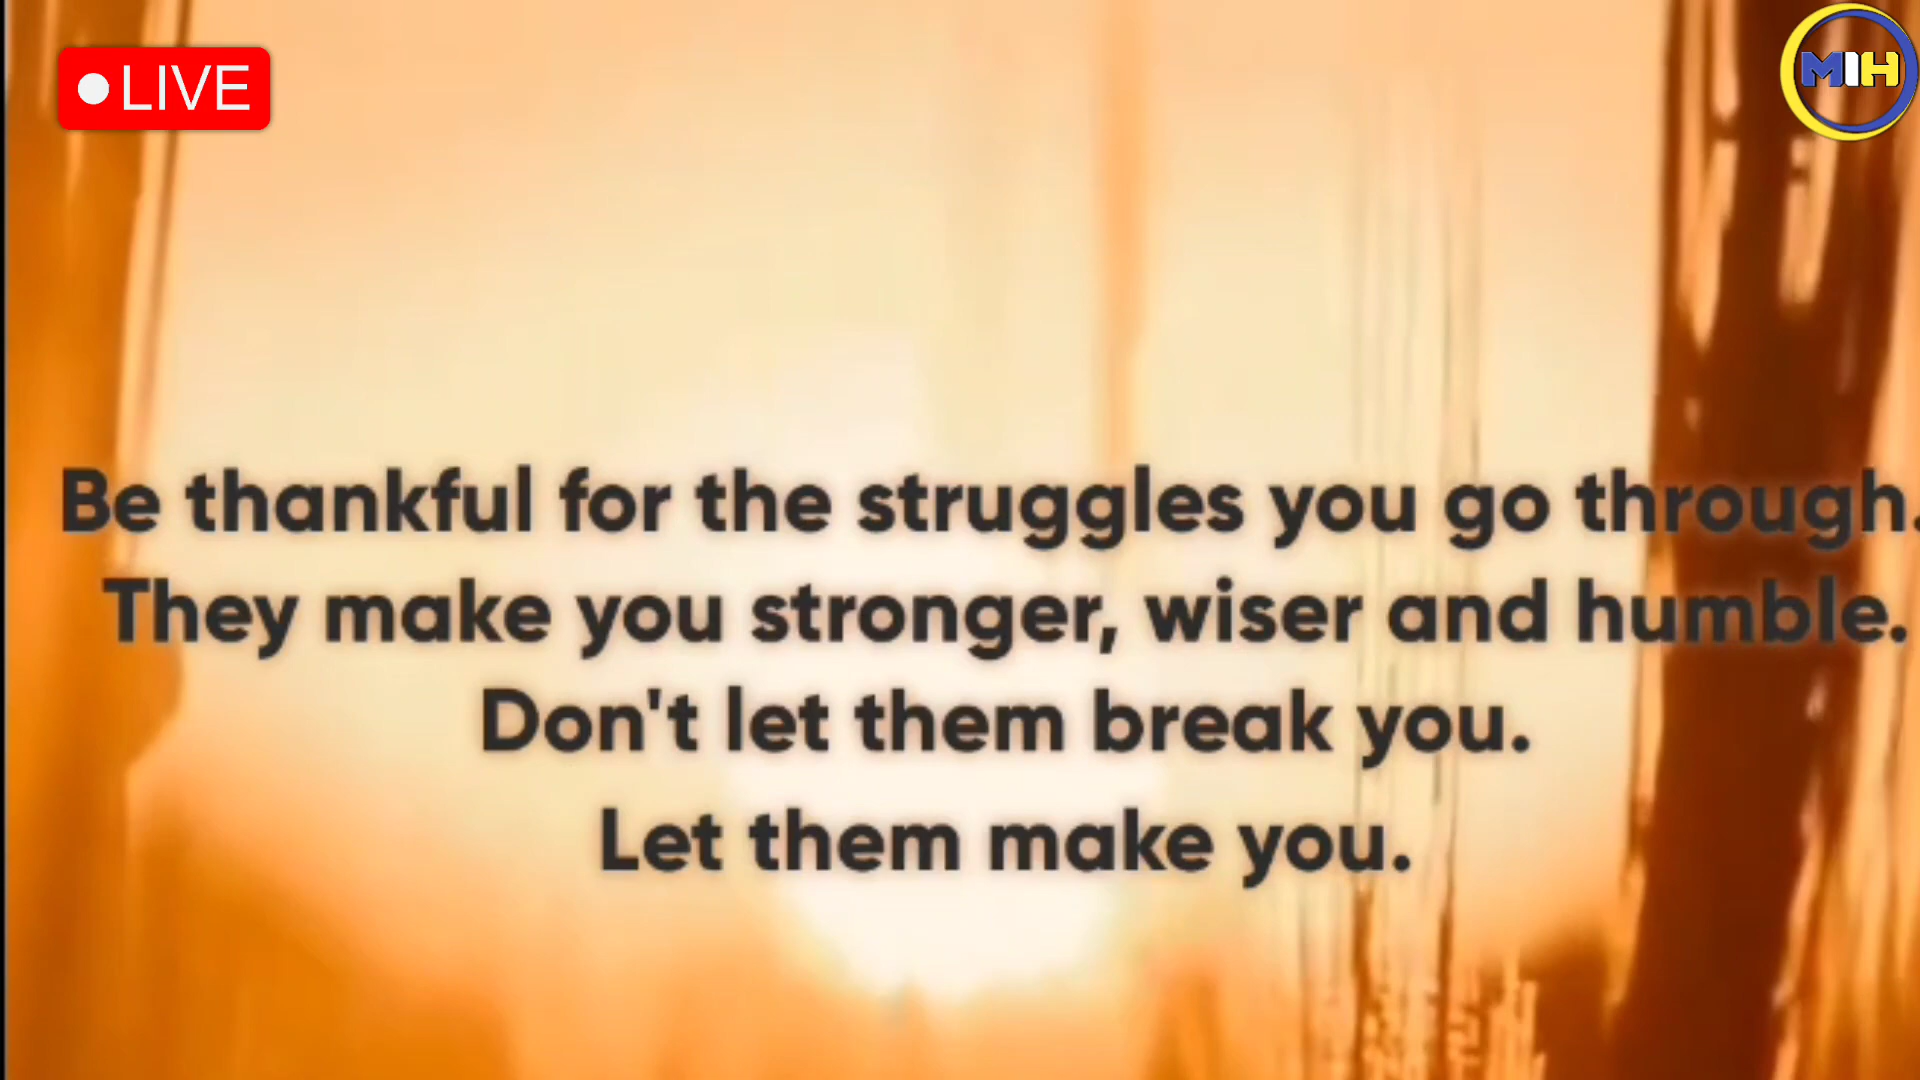 LIVE
MIH
Be thankful for the struggles you go through.
They make you stronger, wiser and humble.
Don't let them break you.
Let them make you.